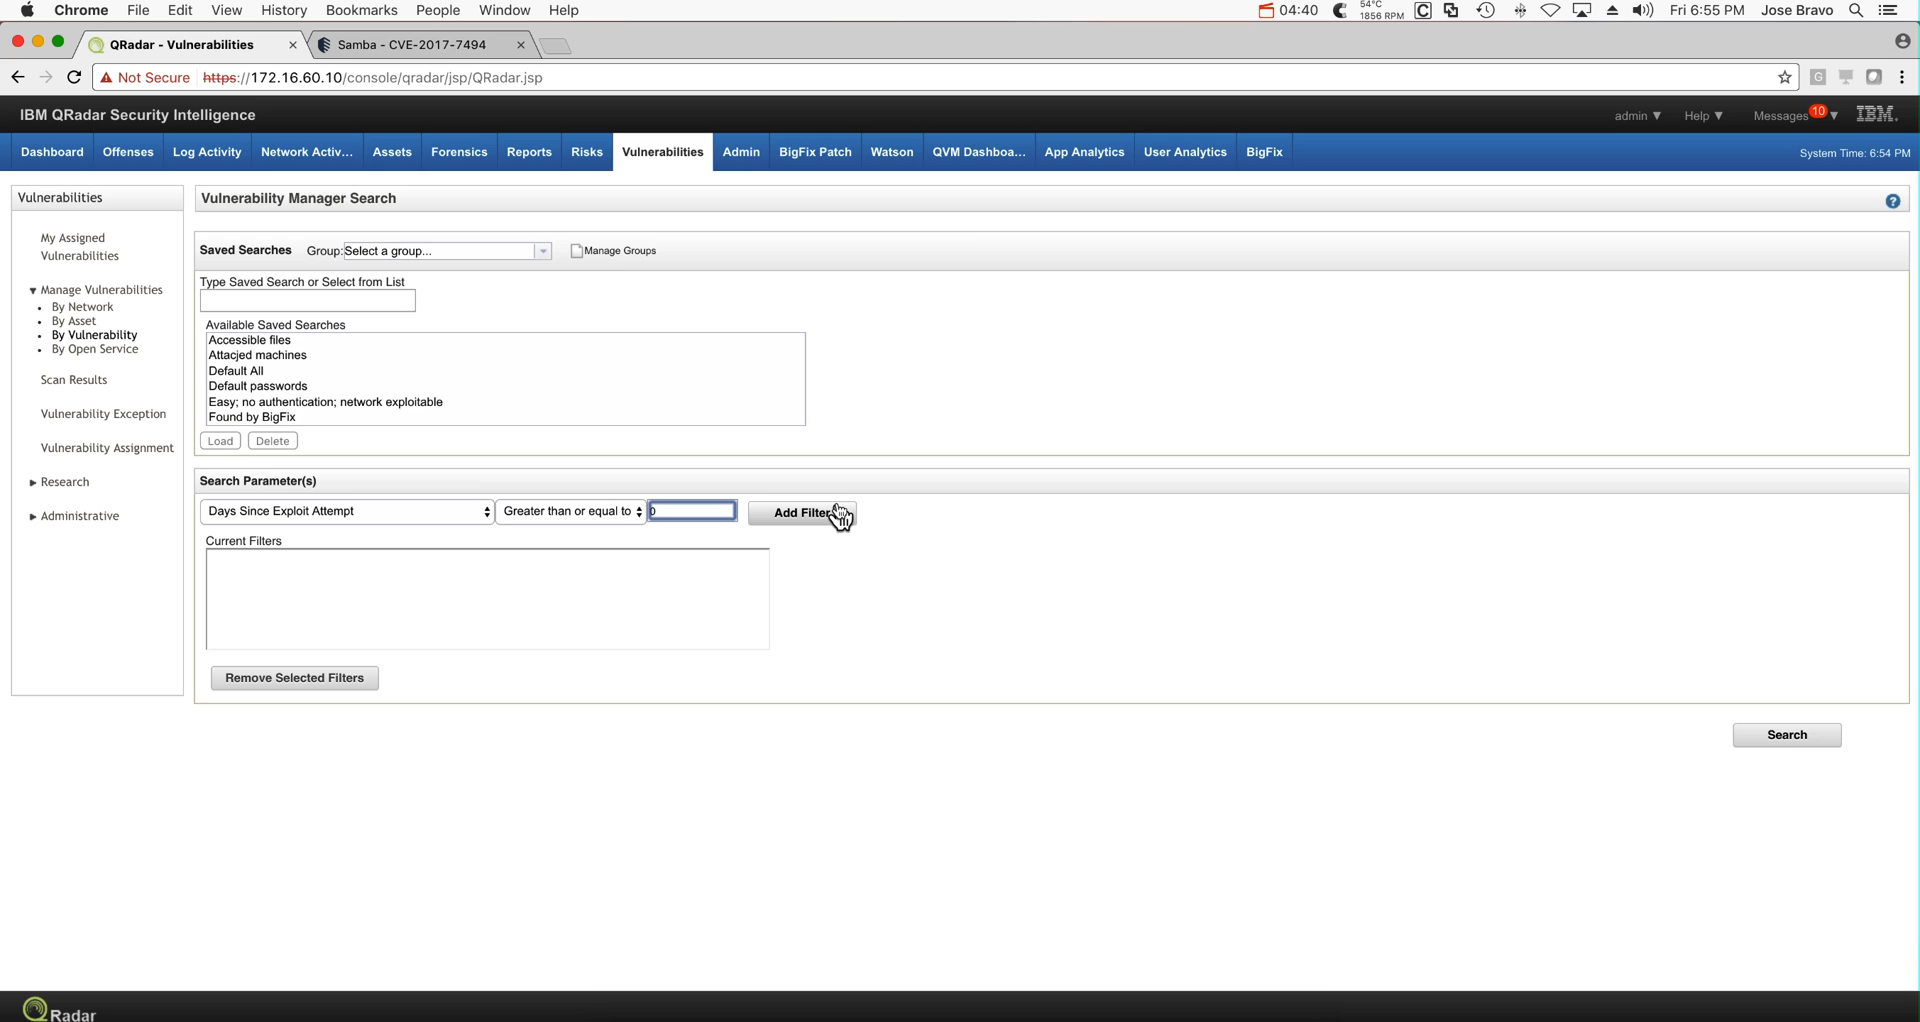 Chrome File Edit View History Bookmarks People Window Help 04:40 54°C 1856 RPM Fri 6:55 PM Jose Bravo
QRadar - Vulnerabilities Samba - CVE-2017-7494
Not Secure https://172.16.60.10/console/qradar/jsp/QRadar.jsp
IBM QRadar Security Intelligence admin Help Messages 10 IBM.
Dashboard Offenses Log Activity Network Activ... Assets Forensics Reports Risks Vulnerabilities Admin BigFix Patch Watson QVM Dashboa... App Analytics User Analytics BigFix System Time: 6:54 PM
Vulnerabilities
My Assigned
Vulnerabilities
Manage Vulnerabilities
By Network
By Asset
By Vulnerability
By Open Service
Scan Results
Vulnerability Exception
Vulnerability Assignment
Research
Administrative
Vulnerability Manager Search ?
Saved Searches Group: Select a group... Manage Groups
Type Saved Search or Select from List
Available Saved Searches
Accessible files
Attacjed machines
Default All
Default passwords
Easy; no authentication; network exploitable
Found by BigFix
Load Delete
Search Parameter(s)
Days Since Exploit Attempt Greater than or equal to 0 Add Filter
Current Filters
Remove Selected Filters
Search
QRadar